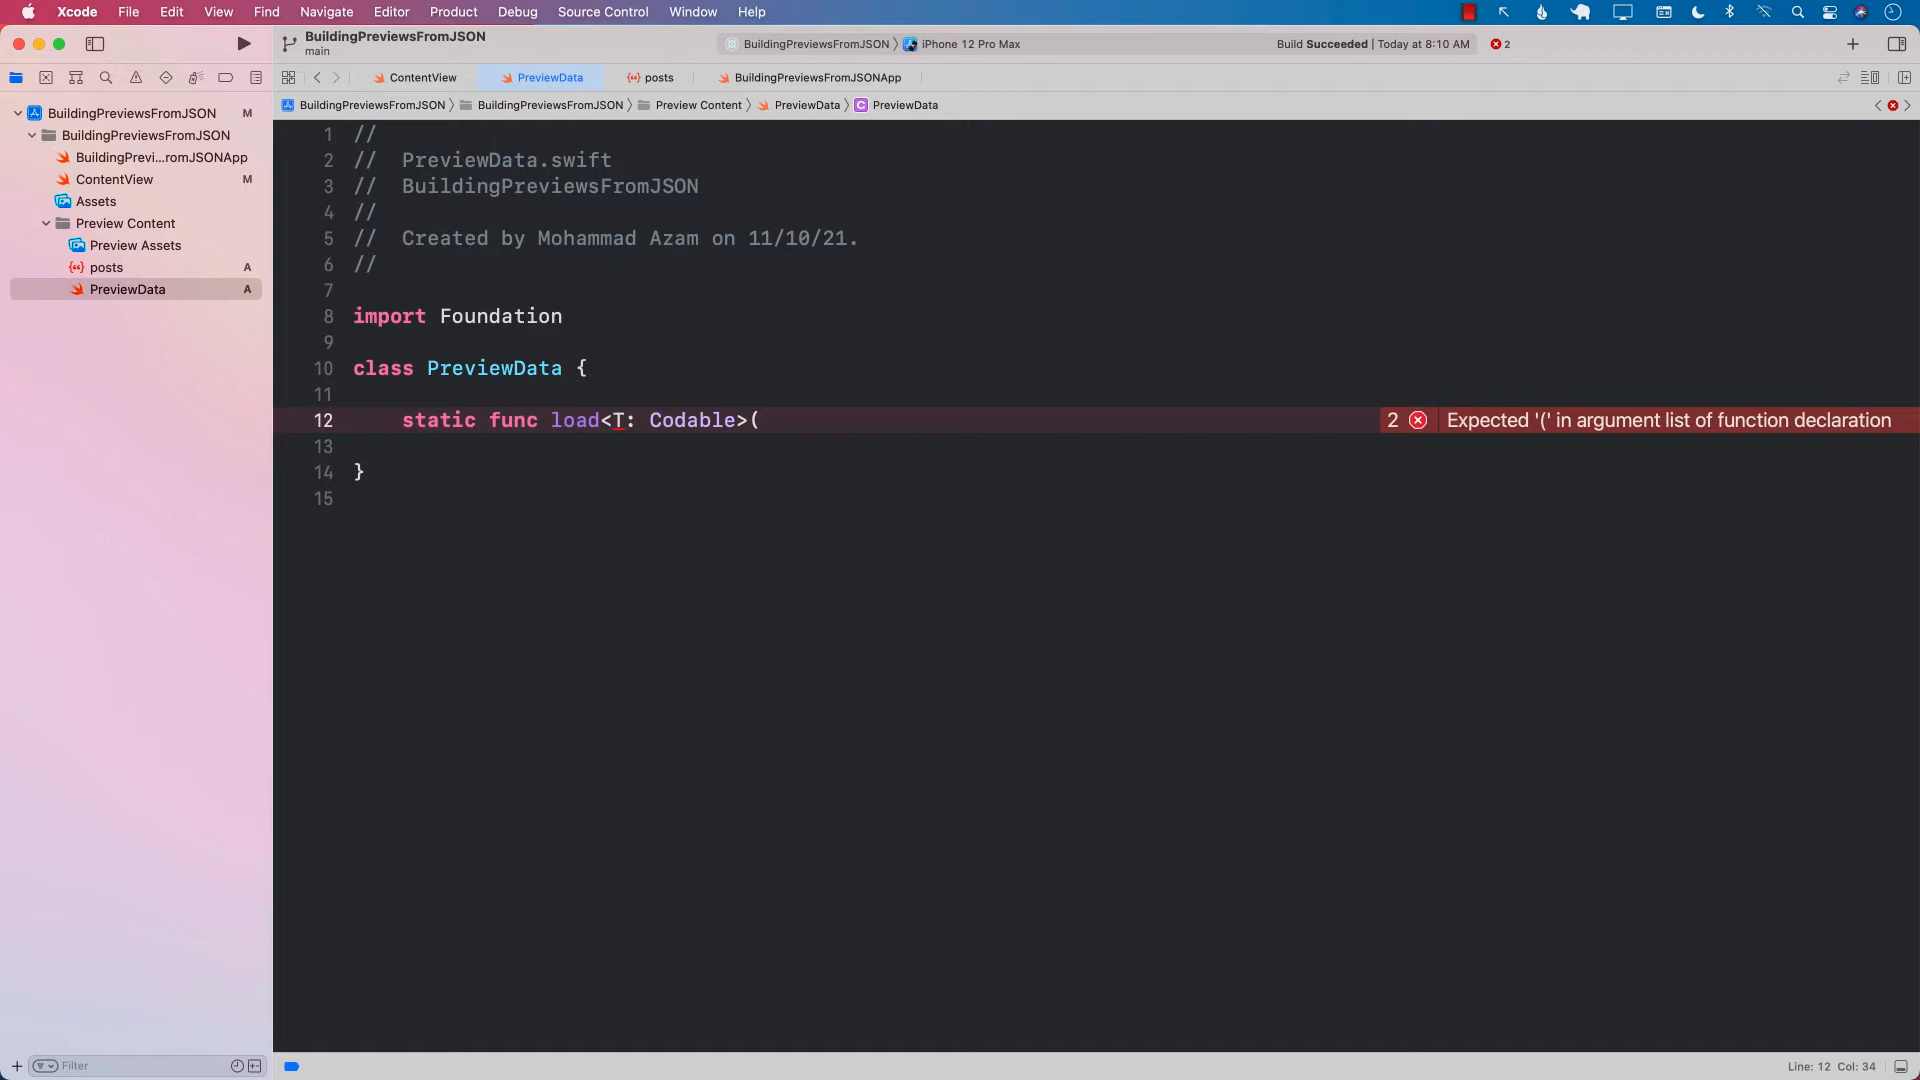 Xcode File Edit View Find Navigate Editor Product Debug Source Control Window Help
BuildingPreviewsFromJSON
main
BuildingPreviewsFromJSON 〉 iPhone 12 Pro Max
Build Succeeded | Today at 8:10 AM
2
ContentView PreviewData posts BuildingPreviewsFromJSONApp
BuildingPreviewsFromJSON 〉 BuildingPreviewsFromJSON 〉 Preview Content 〉 PreviewData 〉 C PreviewData
BuildingPreviewsFromJSON M
BuildingPreviewsFromJSON
BuildingPrevi...romJSONApp
ContentView M
Assets
Preview Content
Preview Assets
posts A
PreviewData A
1 //
2 // PreviewData.swift
3 // BuildingPreviewsFromJSON
4 //
5 // Created by Mohammad Azam on 11/10/21.
6 //
7
8 import Foundation
9
10 class PreviewData {
11
12 static func load<T: Codable>( 2 Expected '(' in argument list of function declaration
13
14 }
15
Filter
Line: 12 Col: 34